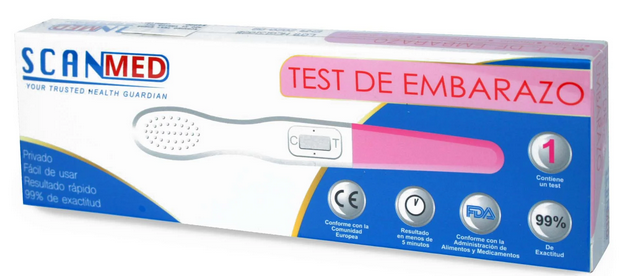 SCANMED
YOUR TRUSTED HEALTH GUARDIAN
TEST DE EMBARAZO
C T
Privado
Fácil de usar
Resultado rápido
99% de exactitud
1
Contiene
un test
CE
Conforme con la
Comunidad
Europea
Resultado
en menos de
5 minutos
FDA
Conforme con la
Administración de
Alimentos y Medicamentos
99%
De
Exactitud